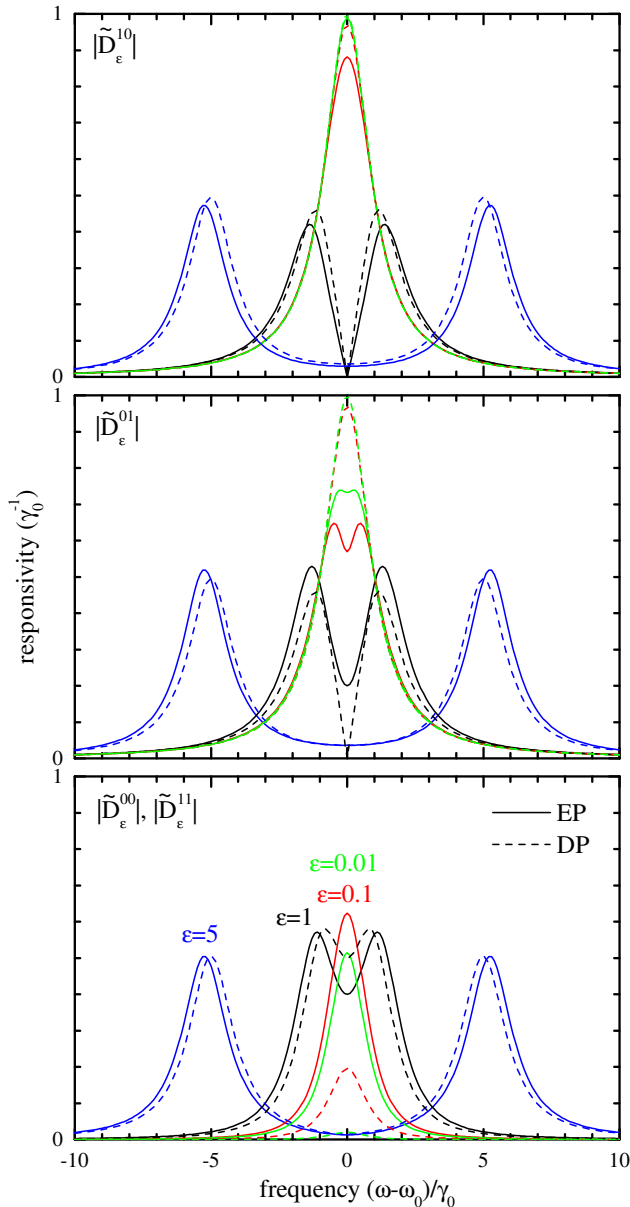 1
|D̃ε¹⁰|
0
1
|D̃ε⁰¹|
responsivity (γ₀⁻¹)
0
1
|D̃ε⁰⁰|, |D̃ε¹¹|
EP
DP
ε=0.01
ε=0.1
ε=1
ε=5
0
-10 -5 0 5 10
frequency (ω-ω₀)/γ₀